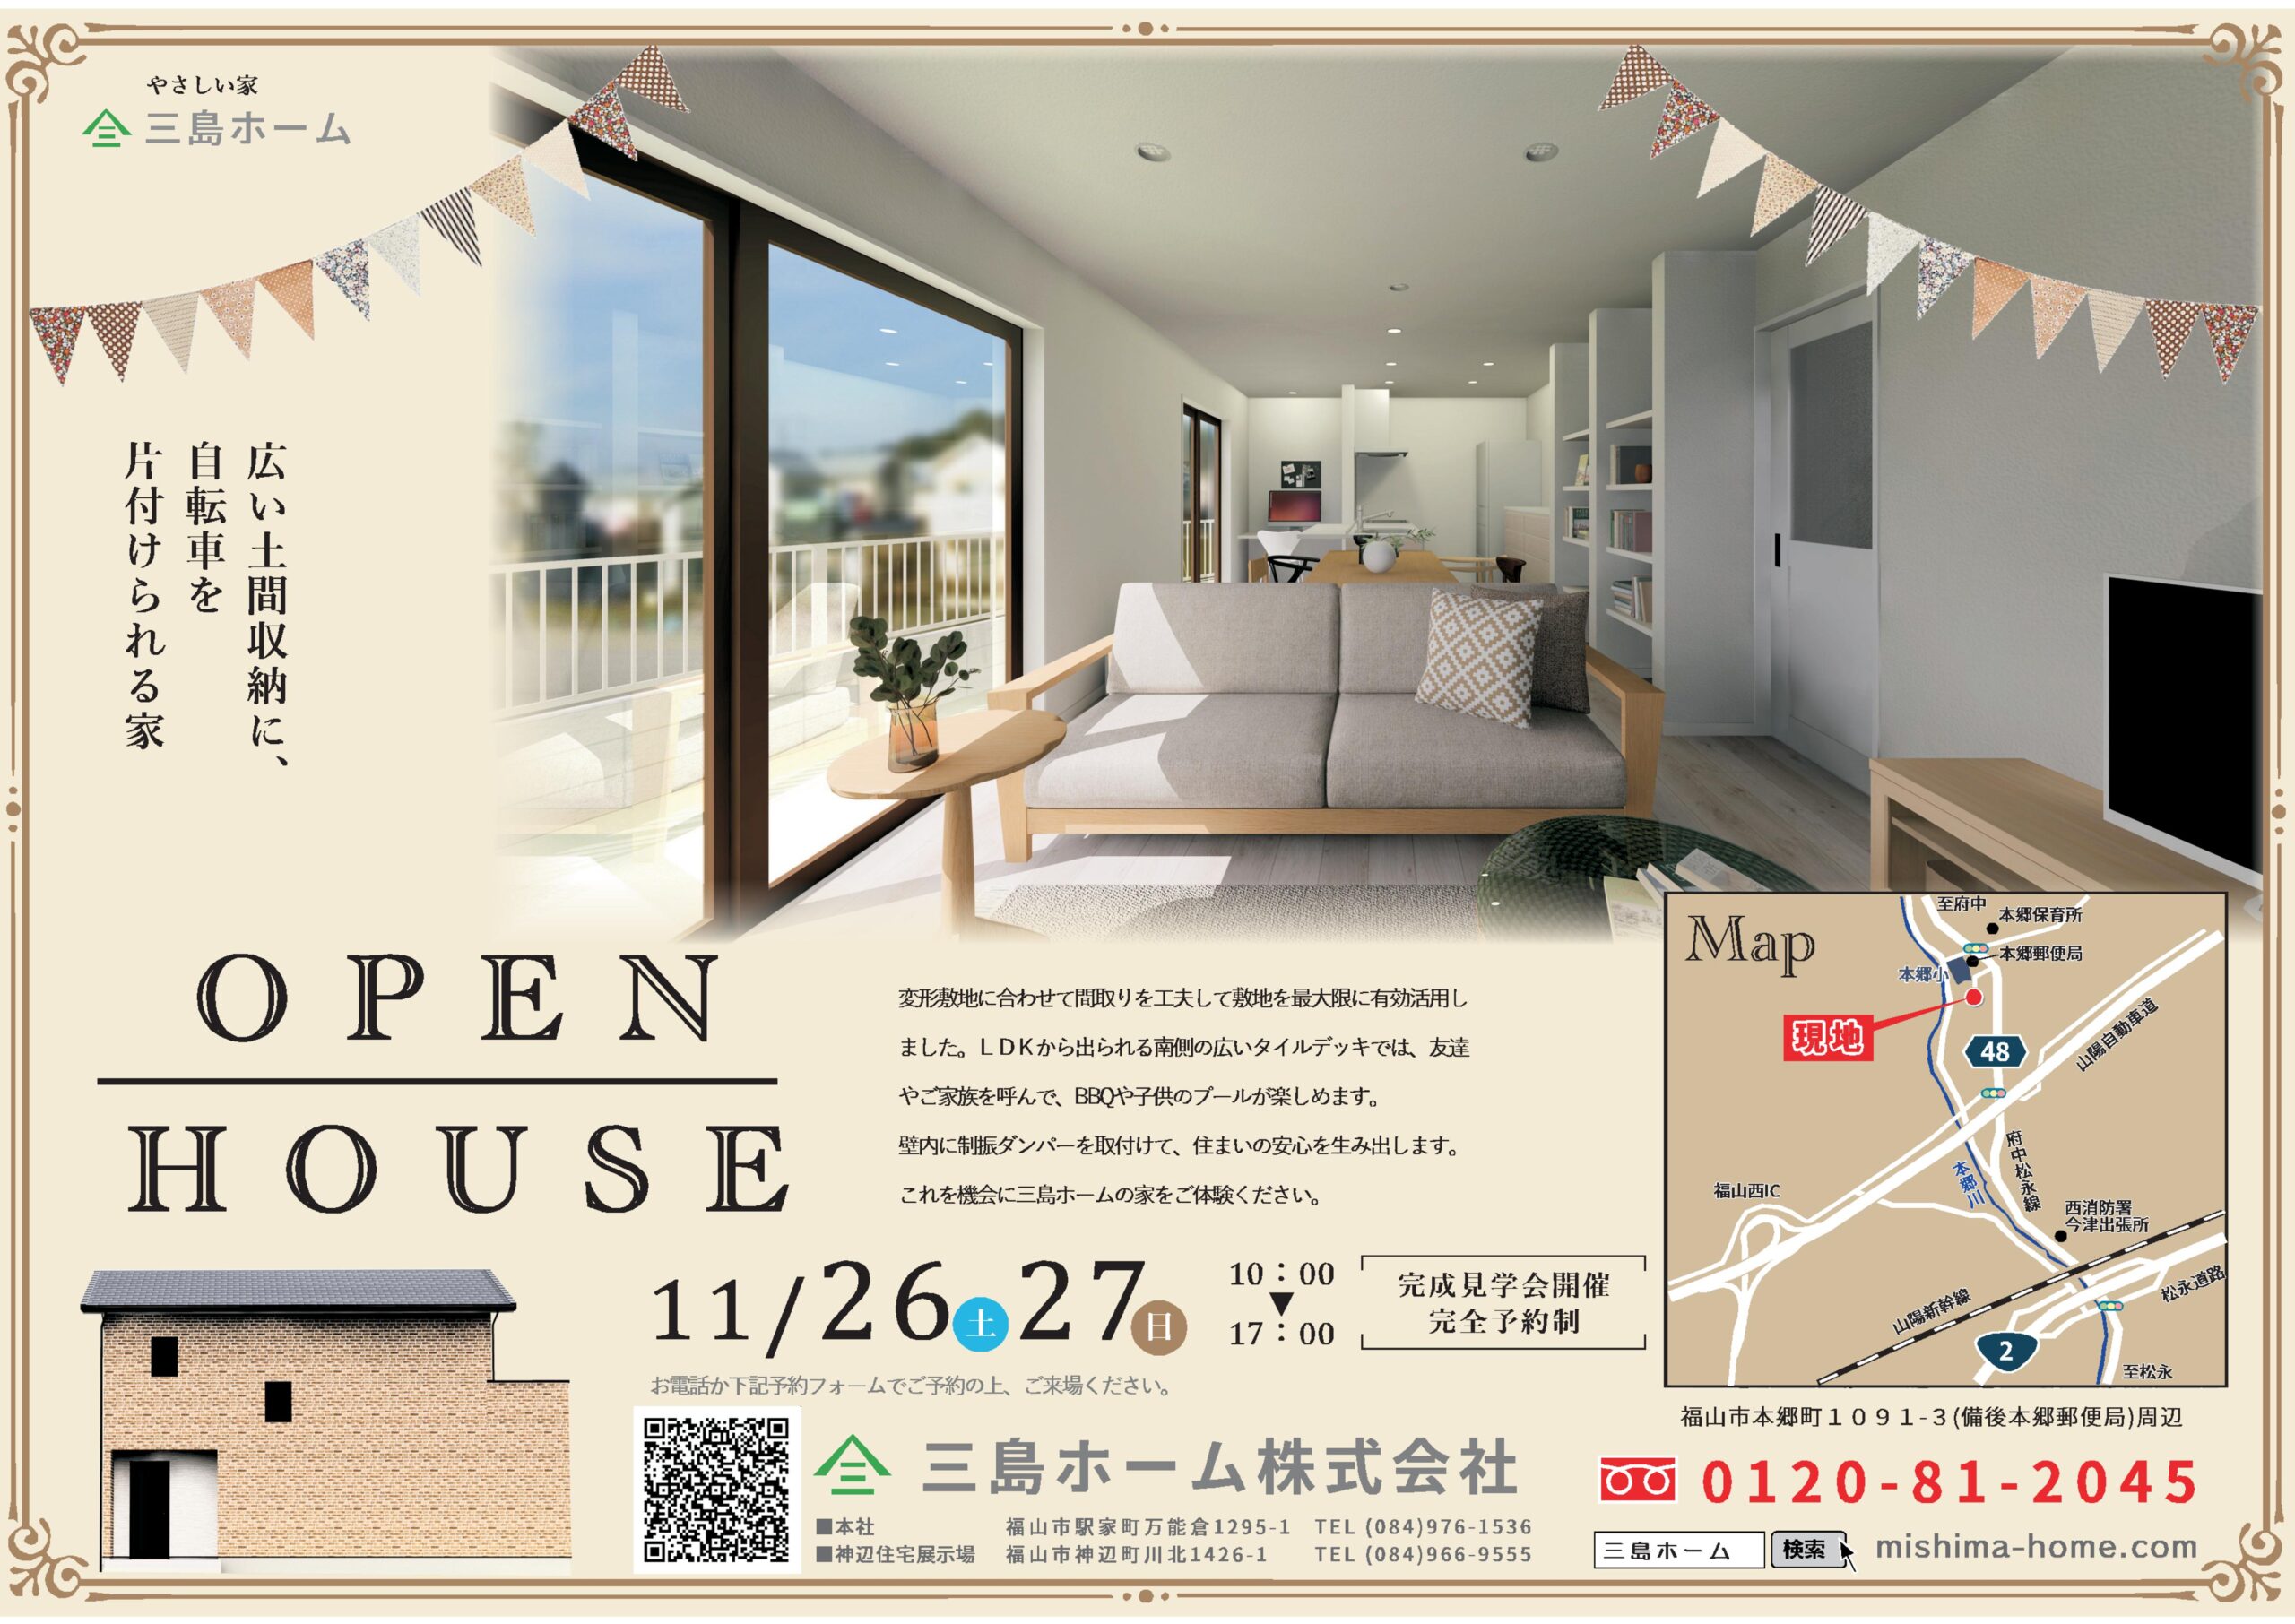 やさしい家
三島ホーム
広い土間収納に、
自転車を
片付けられる家
OPEN
HOUSE
変形敷地に合わせて間取りを工夫して敷地を最大限に有効活用し
ました。ＬＤＫから出られる南側の広いタイルデッキでは、友達
やご家族を呼んで、BBQや子供のプールが楽しめます。
壁内に制振ダンパーを取付けて、住まいの安心を生み出します。
これを機会に三島ホームの家をご体験ください。
11/26土27日
10：00
▼
17：00
完成見学会開催
完全予約制
お電話か下記予約フォームでご予約の上、ご来場ください。
三島ホーム株式会社
■本社 福山市駅家町万能倉1295-1 TEL (084)976-1536
■神辺住宅展示場 福山市神辺町川北1426-1 TEL (084)966-9555
Map
至府中
本郷保育所
本郷郵便局
本郷小
現地
48
山陽自動車道
府中松永線
本郷川
福山西IC
西消防署
今津出張所
山陽新幹線
松永道路
2
至松永
福山市本郷町１０９１-３(備後本郷郵便局)周辺
0120-81-2045
三島ホーム 検索 mishima-home.com